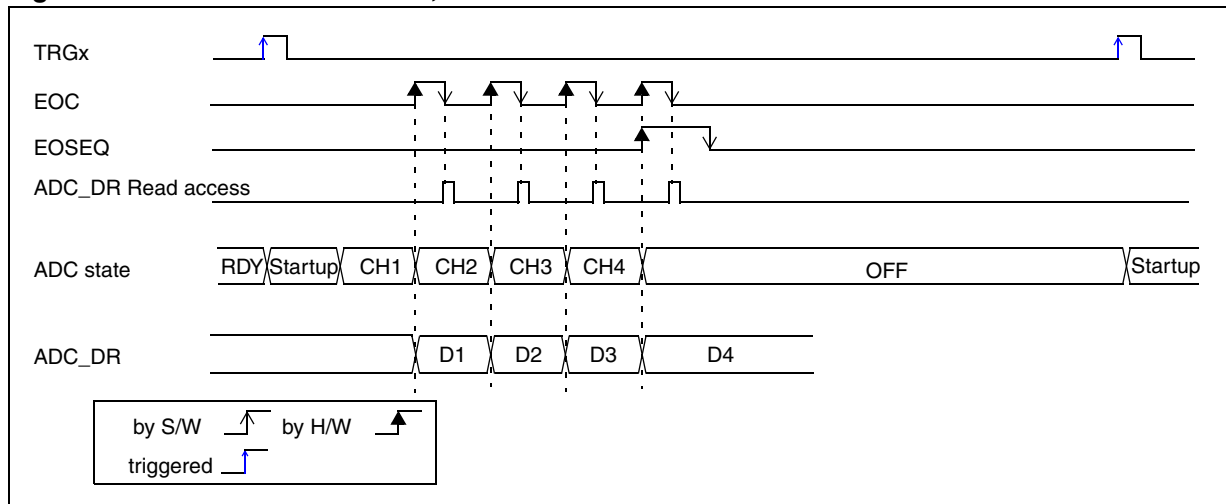 TRGx
EOC
EOSEQ
ADC_DR Read access
ADC state RDY Startup CH1 CH2 CH3 CH4 OFF Startup
ADC_DR D1 D2 D3 D4
by S/W by H/W
triggered